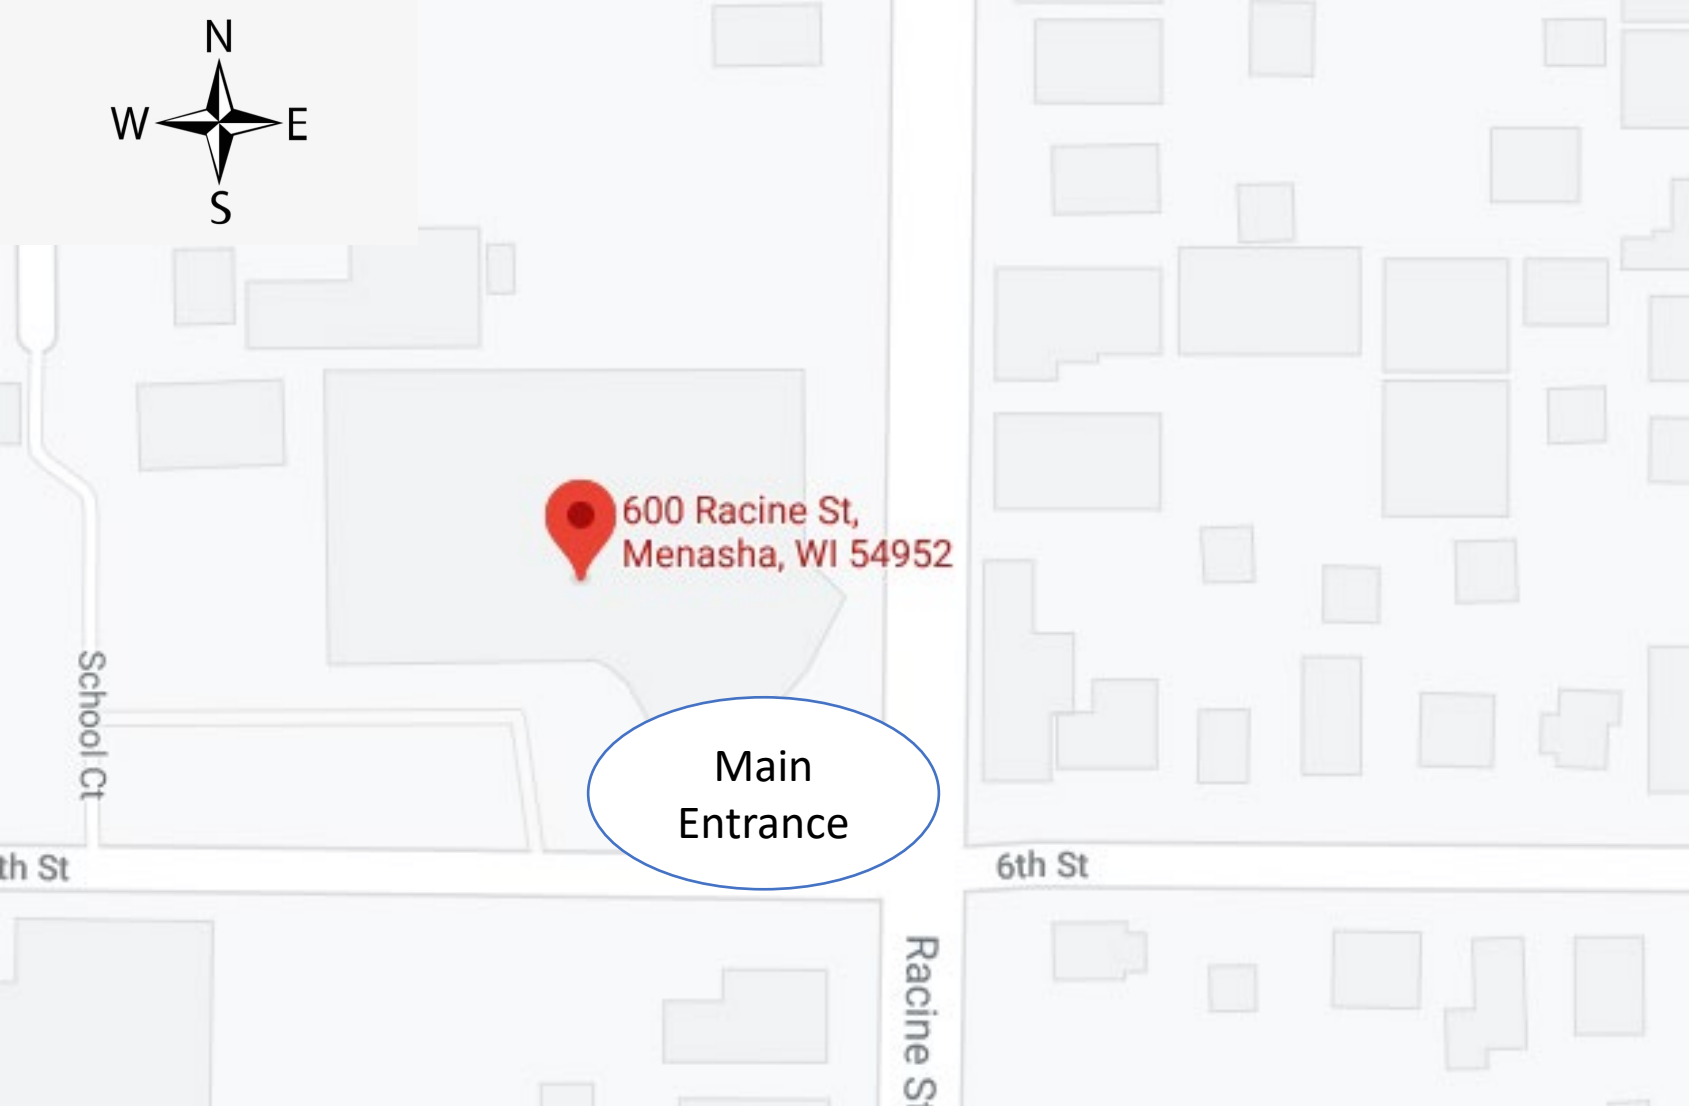 N
W E
S
600 Racine St,
Menasha, WI 54952
School Ct
Main
Entrance
th St
6th St
Racine St